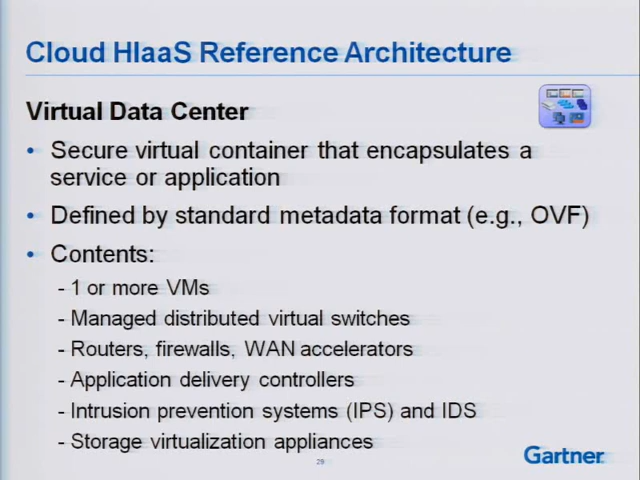 Cloud HIaaS Reference Architecture
Virtual Data Center
• Secure virtual container that encapsulates a
service or application
• Defined by standard metadata format (e.g., OVF)
• Contents:
- 1 or more VMs
- Managed distributed virtual switches
- Routers, firewalls, WAN accelerators
- Application delivery controllers
- Intrusion prevention systems (IPS) and IDS
- Storage virtualization appliances
Gartner